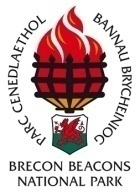 PARC CENEDLAETHOL
BANNAU BRYCHEINIOG
BRECON BEACONS
NATIONAL PARK